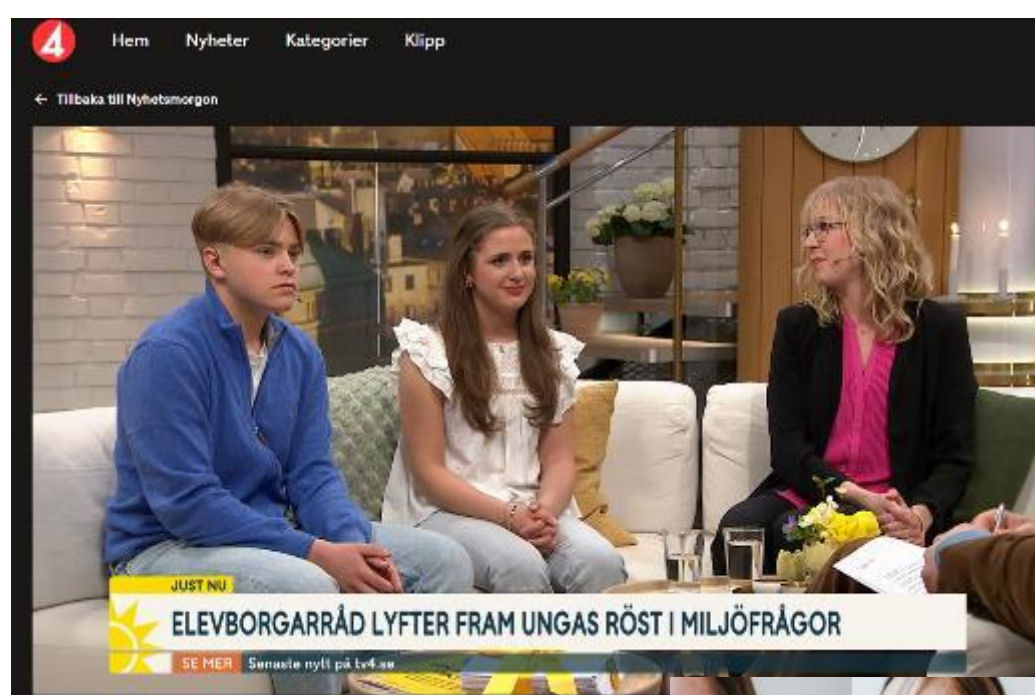 4
Hem Nyheter Kategorier Klipp
← Tillbaka till Nyhetsmorgon
JUST NU
ELEVBORGARRÅD LYFTER FRAM UNGAS RÖST I MILJÖFRÅGOR
SE MER Senaste nytt på tv4.se